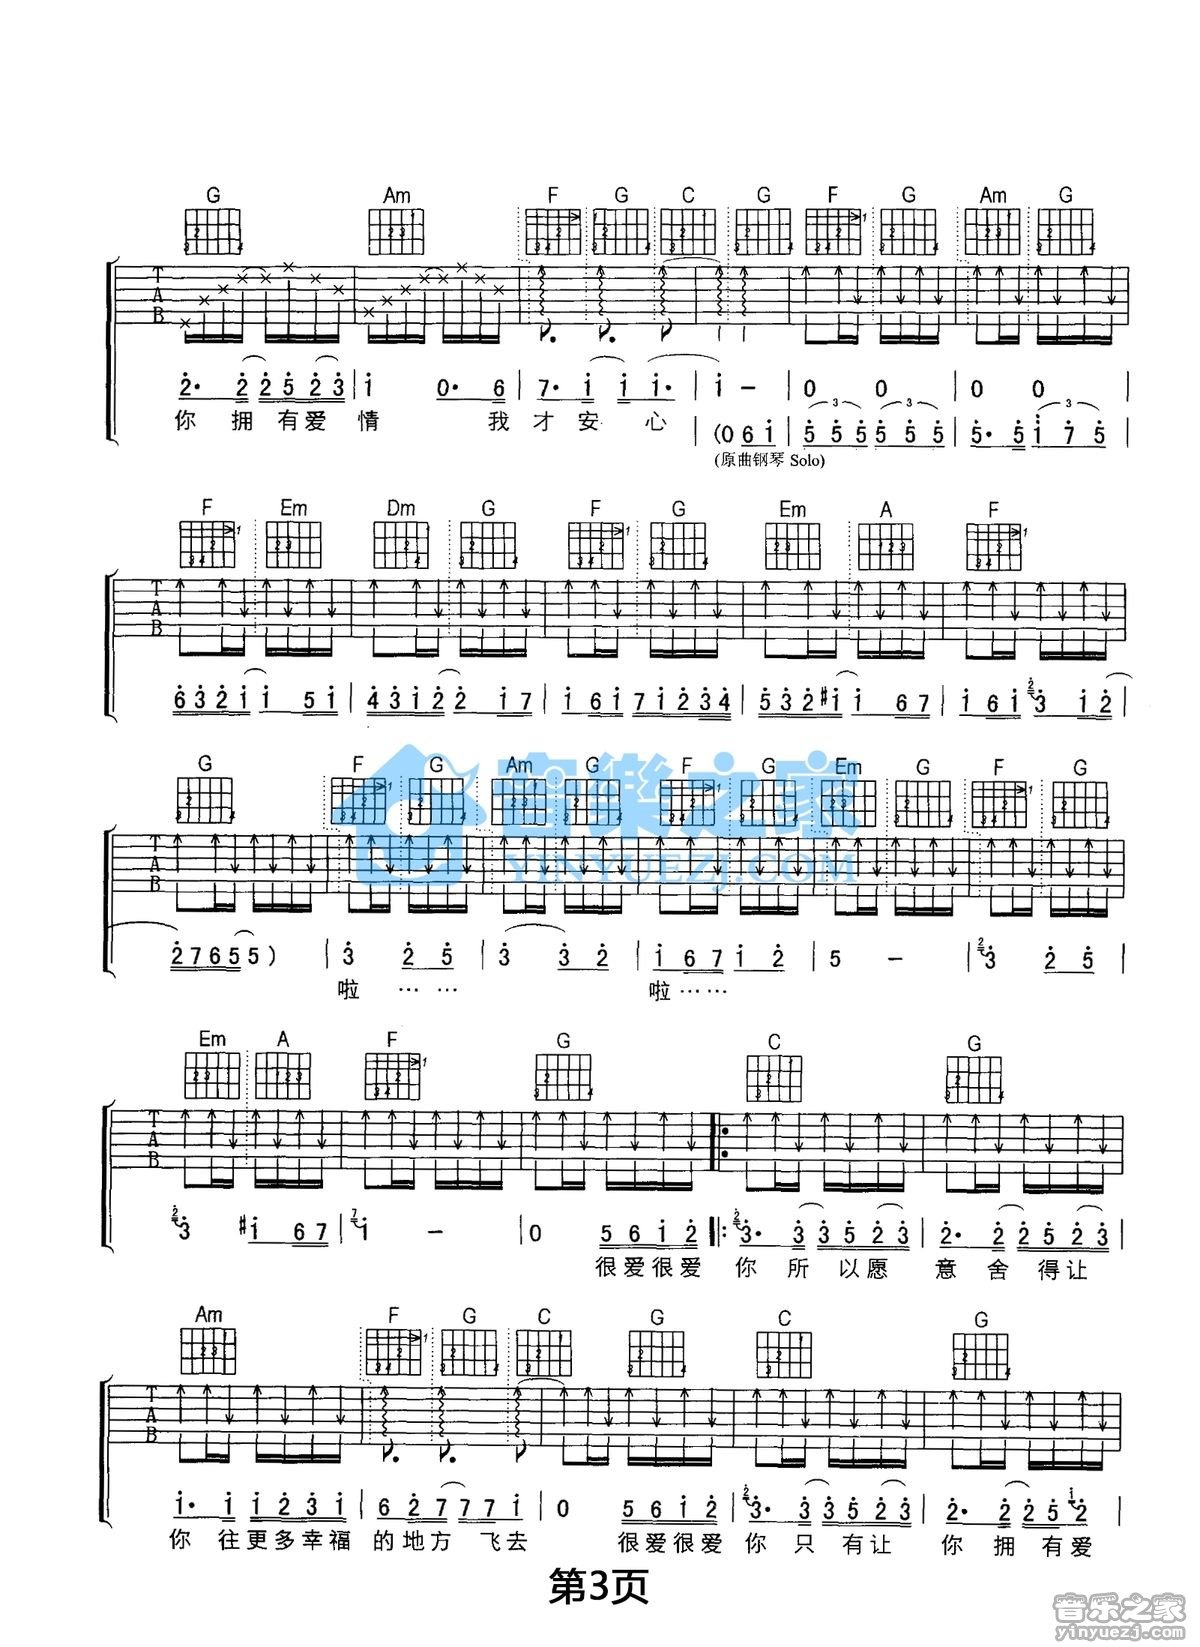 G Am F G C G F G Am G
T
A
B
2· 2 2 5 2 3 | i 0· 6 | 7· i i i· | i - | 0 0 | 0 0 |
你 拥 有 爱 情 我 才 安 心 (0 6 i | 5 5 5 5 5 5 | 5· 5 i 7 5
(原曲钢琴 Solo)
F Em Dm G F G Em A F
T
A
B
6 3 2 i i 5 i | 4 3 i 2 2 i 7 | i 6 i 7 i 2 3 4 | 5 3 2 #i i 6 7 | i 6 i 3 i 2
G F G Am G F G Em G F G
T
A
B
2 7 6 5 5 5 ) | 3 2 5 | 3 3 2 | i 6 7 i 2 | 5 - | 3 2 5 |
啦 …… 啦 ……
Em A F G C G
T
A
B
3 #i 6 7 | i - | 0 5 6 i 2 |: 3· 3 3 5 2 3 | 2· 2 2 5 2 3 |
很爱很爱 你 所 以愿 意 舍 得让
Am F G C G C G
T
A
B
i· i i 2 3 i | 6 2 7 7 7 i | 0 5 6 i 2 | 3· 3 3 5 2 3 | 2· 2 2 5 2
你 往更多幸福 的地方 飞去 很爱很爱 你 只 有让 你 拥 有爱
第3页
音樂之家
YINYUEZJ.COM
音乐之家
yinyuezj.com